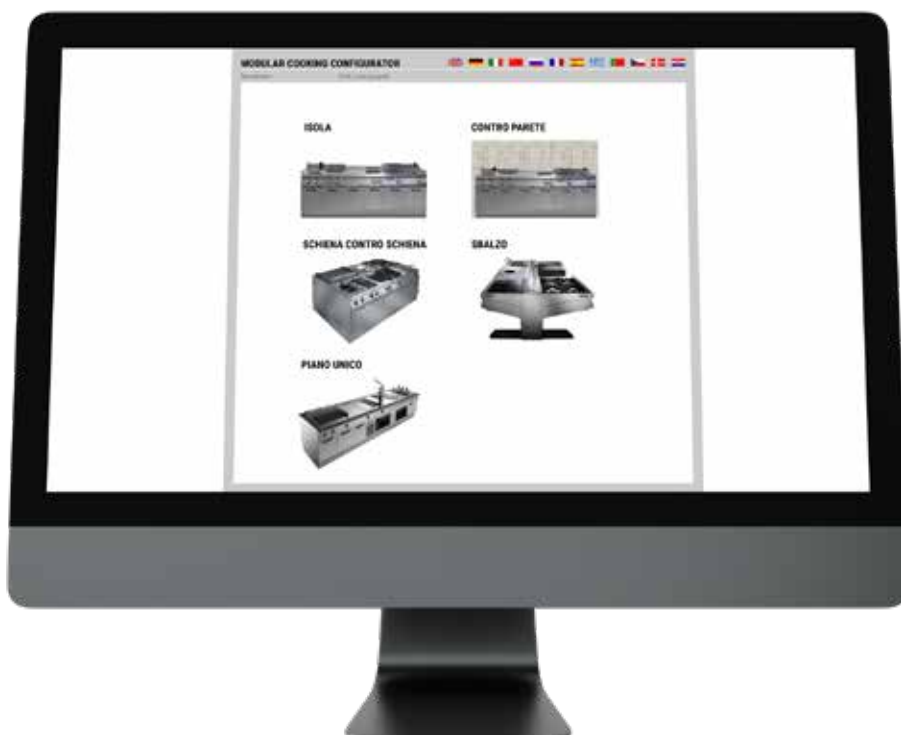 MODULAR COOKING CONFIGURATOR
ISOLA
CONTRO PARETE
SCHIENA CONTRO SCHIENA
SBALZO
PIANO UNICO